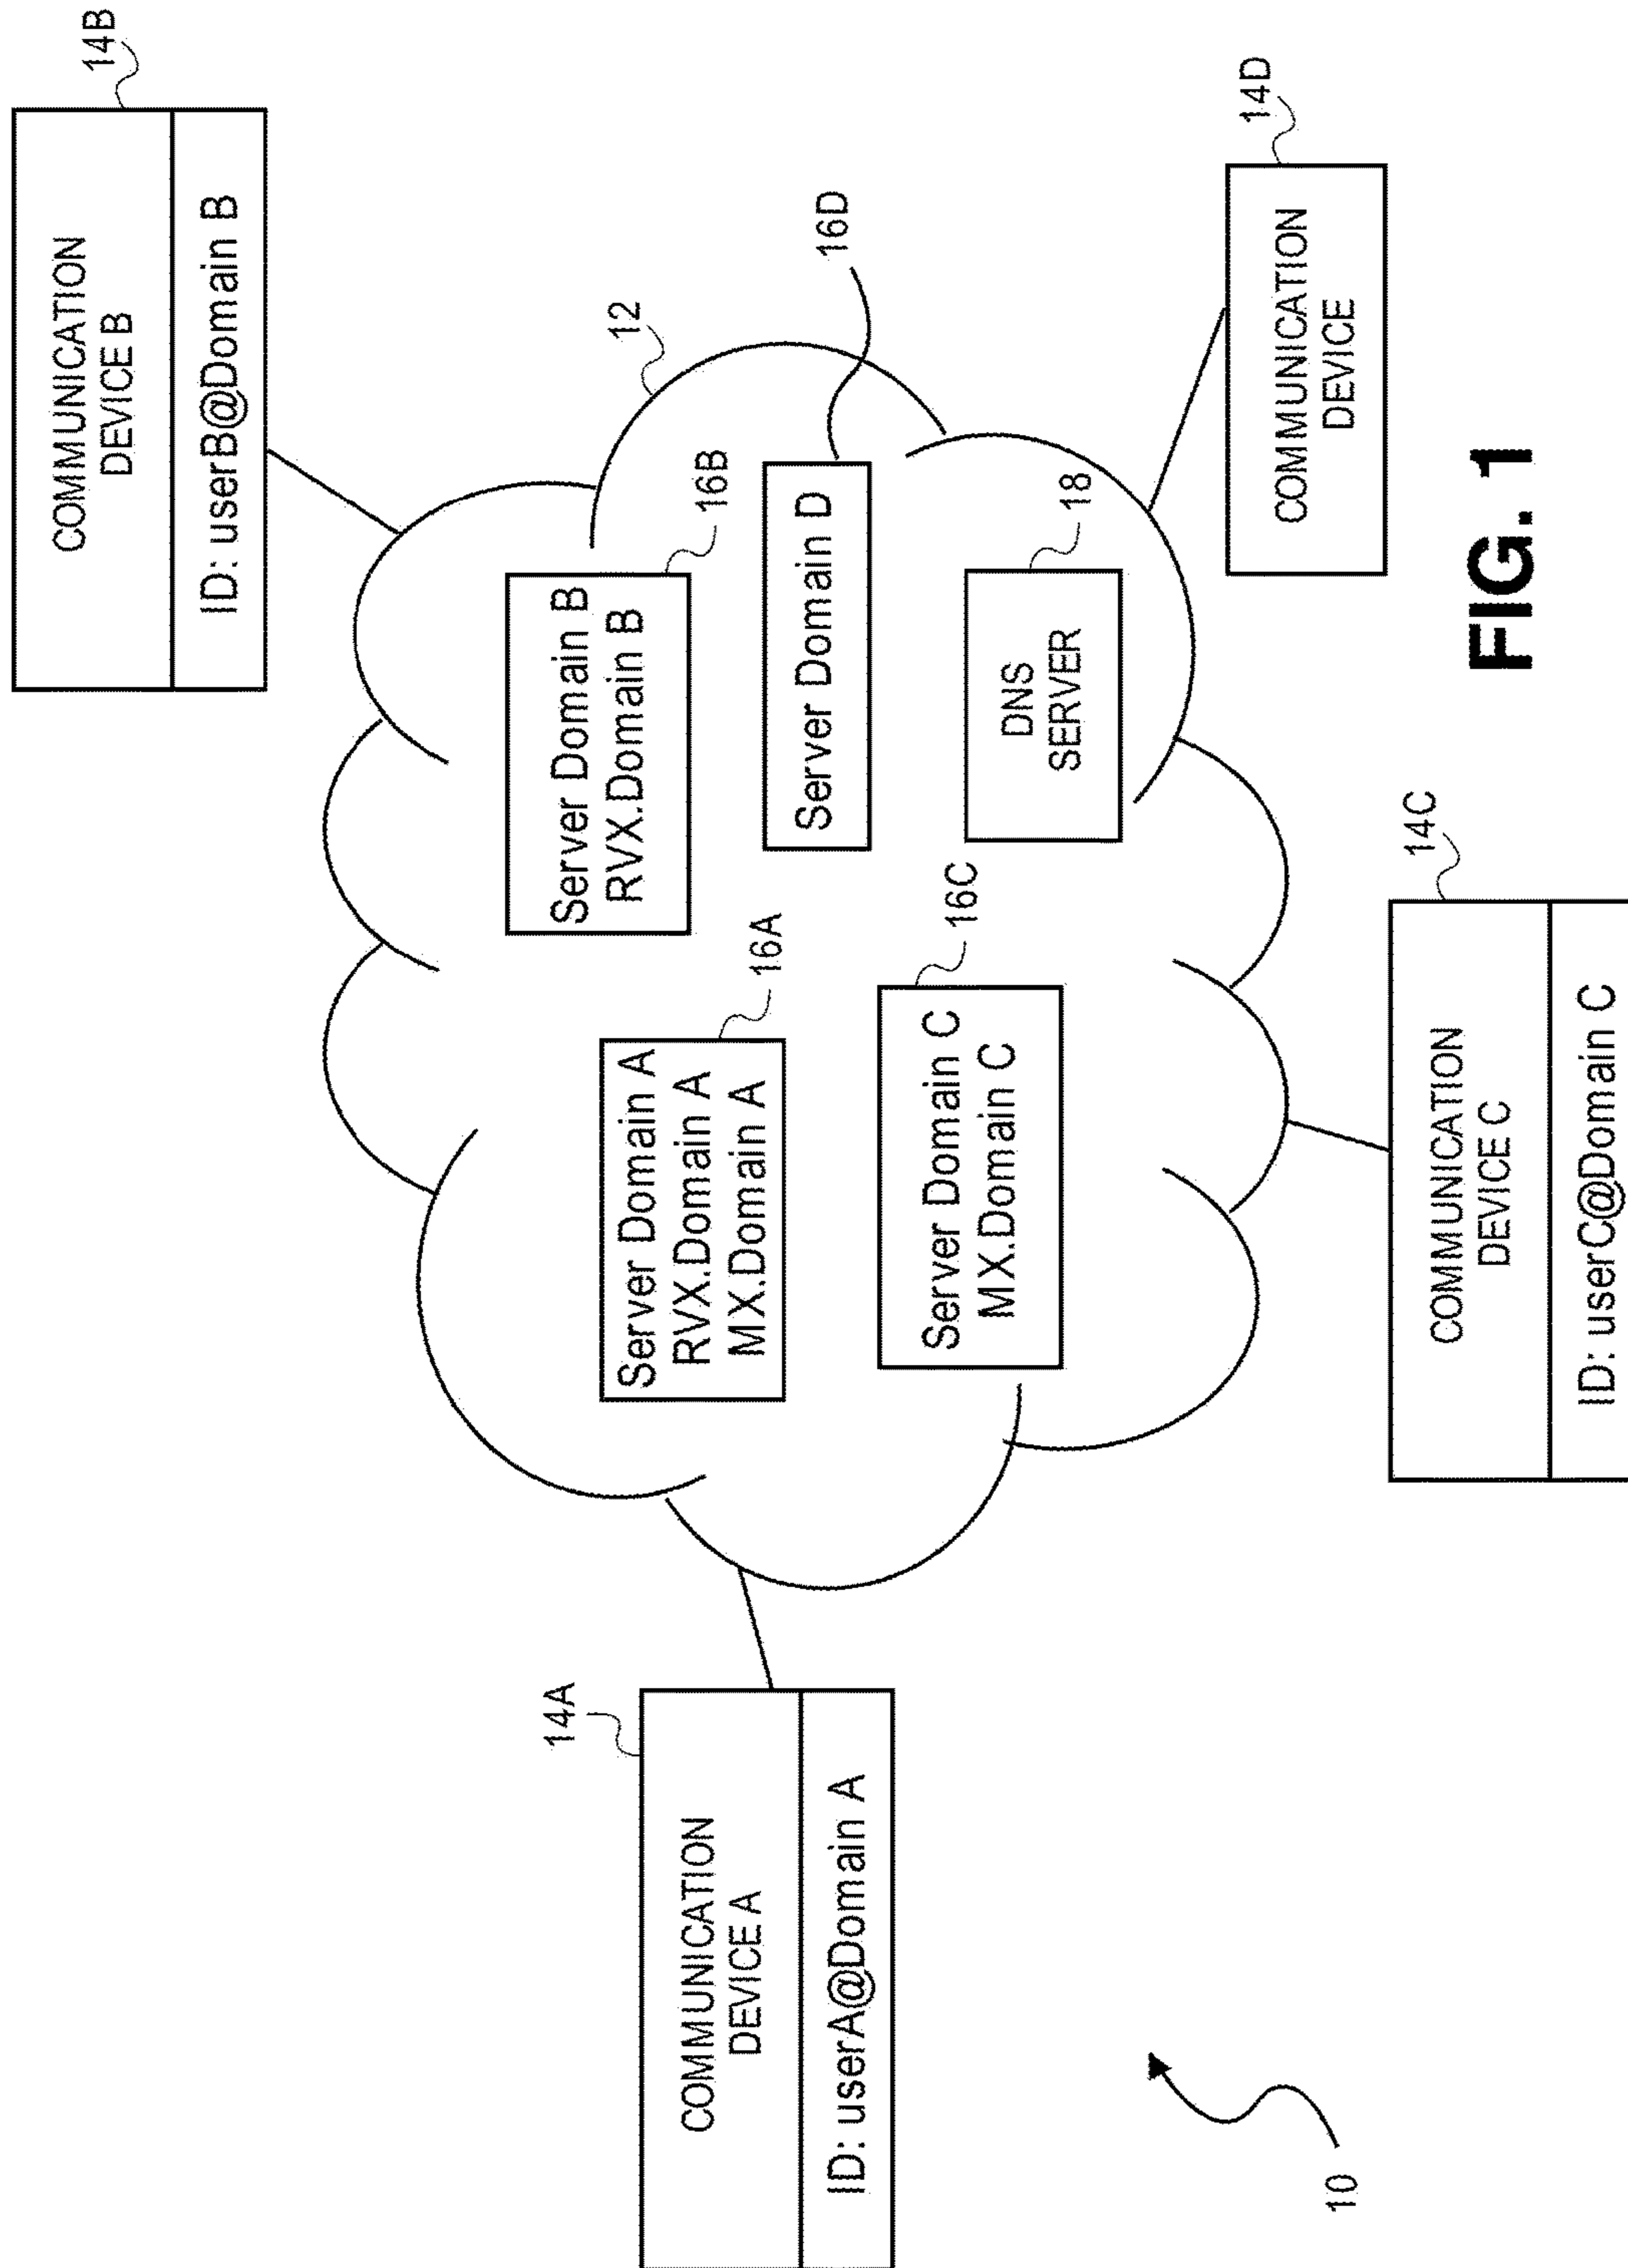 14B
COMMUNICATION
DEVICE B
ID: userB@Domain B
12
16D
14D
COMMUNICATION
DEVICE
Server Domain B
RVX.Domain B
16B
Server Domain D
DNS
SERVER
18
Server Domain A
RVX.Domain A
MX.Domain A
16A
Server Domain C
MX.Domain C
16C
14A
COMMUNICATION
DEVICE A
ID: userA@Domain A
14C
COMMUNICATION
DEVICE C
ID: userC@Domain C
10
FIG. 1